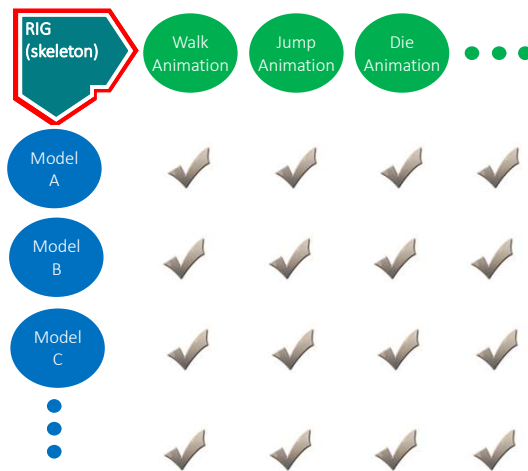 RIG
(skeleton)
Walk
Animation
Jump
Animation
Die
Animation
Model
A
Model
B
Model
C